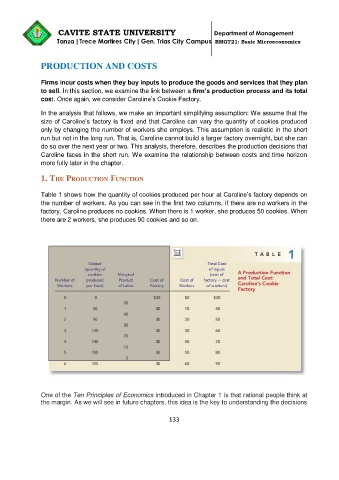 CAVITE STATE UNIVERSITY
Department of Management
Tanza | Trece Martires City | Gen. Trias City Campus
BMGT21: Basic Microeconomics
PRODUCTION AND COSTS
Firms incur costs when they buy inputs to produce the goods and services that they plan
to sell. In this section, we examine the link between a firm's production process and its total
cost. Once again, we consider Caroline's Cookie Factory.
In the analysis that follows, we make an important simplifying assumption: We assume that the
size of Caroline's factory is fixed and that Caroline can vary the quantity of cookies produced
only by changing the number of workers she employs. This assumption is realistic in the short
run but not in the long run. That is, Caroline cannot build a larger factory overnight, but she can
do so over the next year or two. This analysis, therefore, describes the production decisions that
Caroline faces in the short run. We examine the relationship between costs and time horizon
more fully later in the chapter.
1. THE PRODUCTION FUNCTION
Table 1 shows how the quantity of cookies produced per hour at Caroline's factory depends on
the number of workers. As you can see in the first two columns, if there are no workers in the
factory, Caroline produces no cookies. When there is 1 worker, she produces 50 cookies. When
there are 2 workers, she produces 90 cookies and so on.
TABLE 1
A Production Function
and Total Cost:
Caroline's Cookie
Factory
Output
(quantity of
cookies
produced
per hour)
Total Cost
of Inputs
(cost of
factory + cost
of workers)
Number of
Workers
Marginal
Product
of Labor
Cost of
Factory
Cost of
Workers
0 0 $30 $0 $30
50
1 50 30 10 40
40
2 90 30 20 50
30
3 120 30 30 60
20
4 140 30 40 70
10
5 150 30 50 80
5
6 155 30 60 90
One of the Ten Principles of Economics introduced in Chapter 1 is that rational people think at
the margin. As we will see in future chapters, this idea is the key to understanding the decisions
133